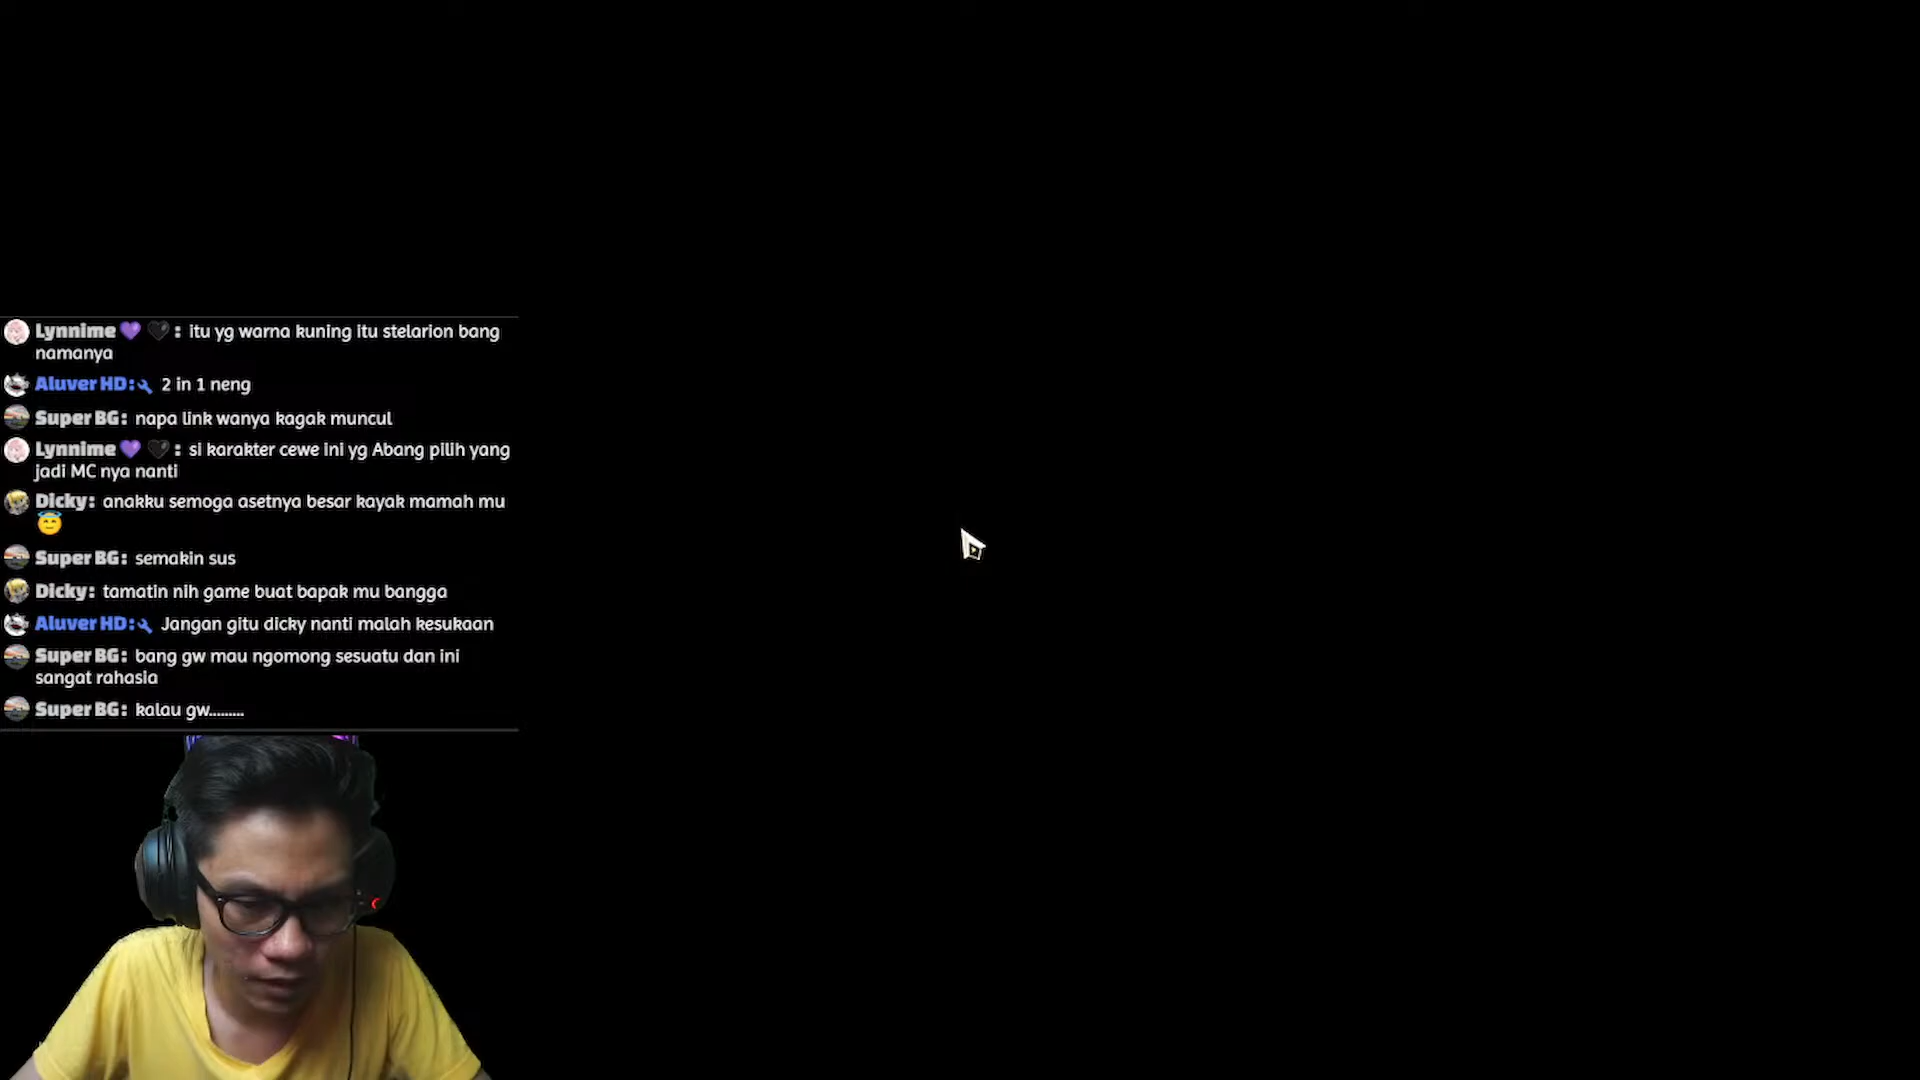 Lynnime💜🖤: itu yg warna kuning itu stelarion bang
namanya
Aluver HD: 2 in 1 neng
Super BG: napa link wanya kagak muncul
Lynnime💜🖤: si karakter cewe ini yg Abang pilih yang
jadi MC nya nanti
Dicky: anakku semoga asetnya besar kayak mamah mu
😇
Super BG: semakin sus
Dicky: tamatin nih game buat bapak mu bangga
Aluver HD: Jangan gitu dicky nanti malah kesukaan
Super BG: bang gw mau ngomong sesuatu dan ini
sangat rahasia
Super BG: kalau gw.........